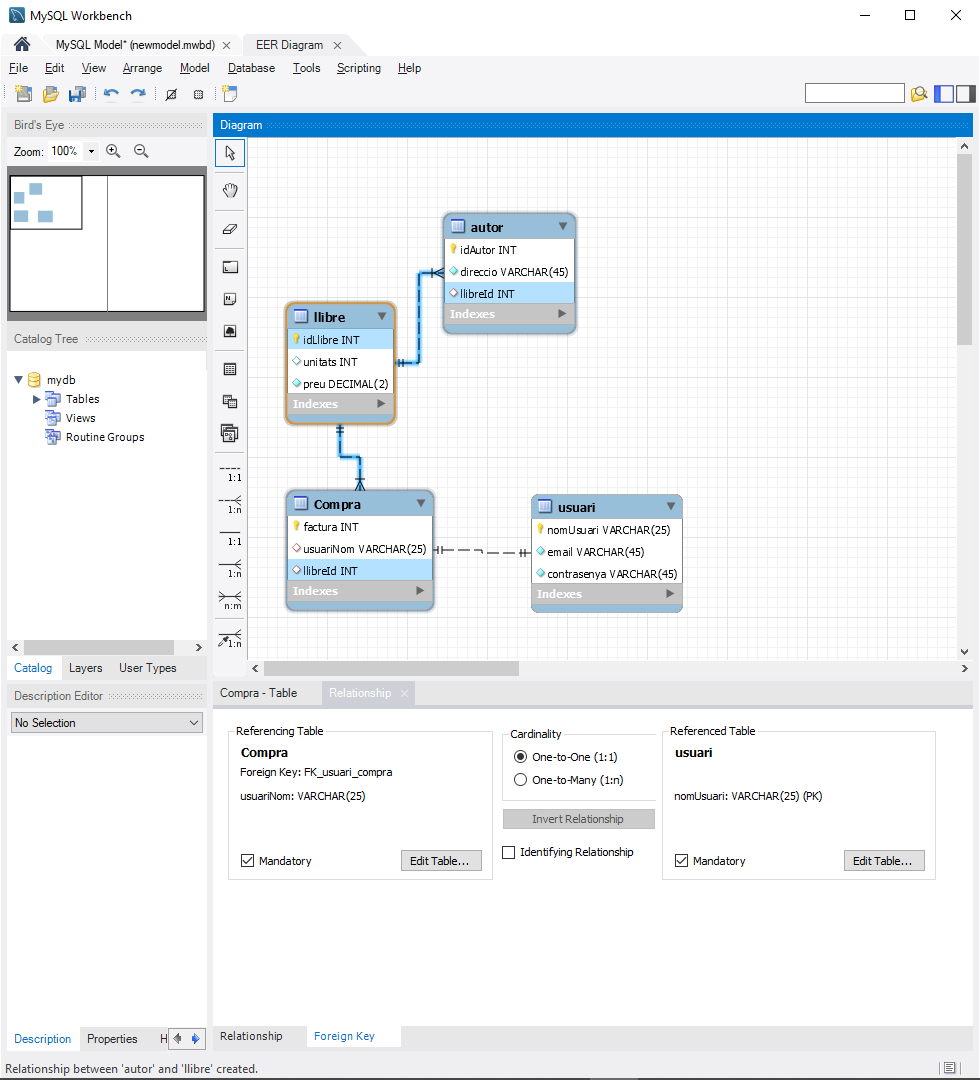 MySQL Workbench
MySQL Model* (newmodel.mwbd) EER Diagram
File Edit View Arrange Model Database Tools Scripting Help
Bird's Eye
Zoom: 100%
Catalog Tree
mydb
Tables
Views
Routine Groups
Catalog Layers User Types
Description Editor
No Selection
Description Properties H
Diagram
1:1
1:n
1:1
1:n
n:m
1:n
autor
idAutor INT
direccio VARCHAR(45)
llibreId INT
Indexes
llibre
idLlibre INT
unitats INT
preu DECIMAL(2)
Indexes
Compra
factura INT
usuariNom VARCHAR(25)
llibreId INT
Indexes
usuari
nomUsuari VARCHAR(25)
email VARCHAR(45)
contrasenya VARCHAR(45)
Indexes
Compra - Table Relationship
Referencing Table
Compra
Foreign Key: FK_usuari_compra
usuariNom: VARCHAR(25)
Mandatory Edit Table...
Cardinality
One-to-One (1:1)
One-to-Many (1:n)
Invert Relationship
Identifying Relationship
Referenced Table
usuari
nomUsuari: VARCHAR(25) (PK)
Mandatory Edit Table...
Relationship Foreign Key
Relationship between 'autor' and 'llibre' created.